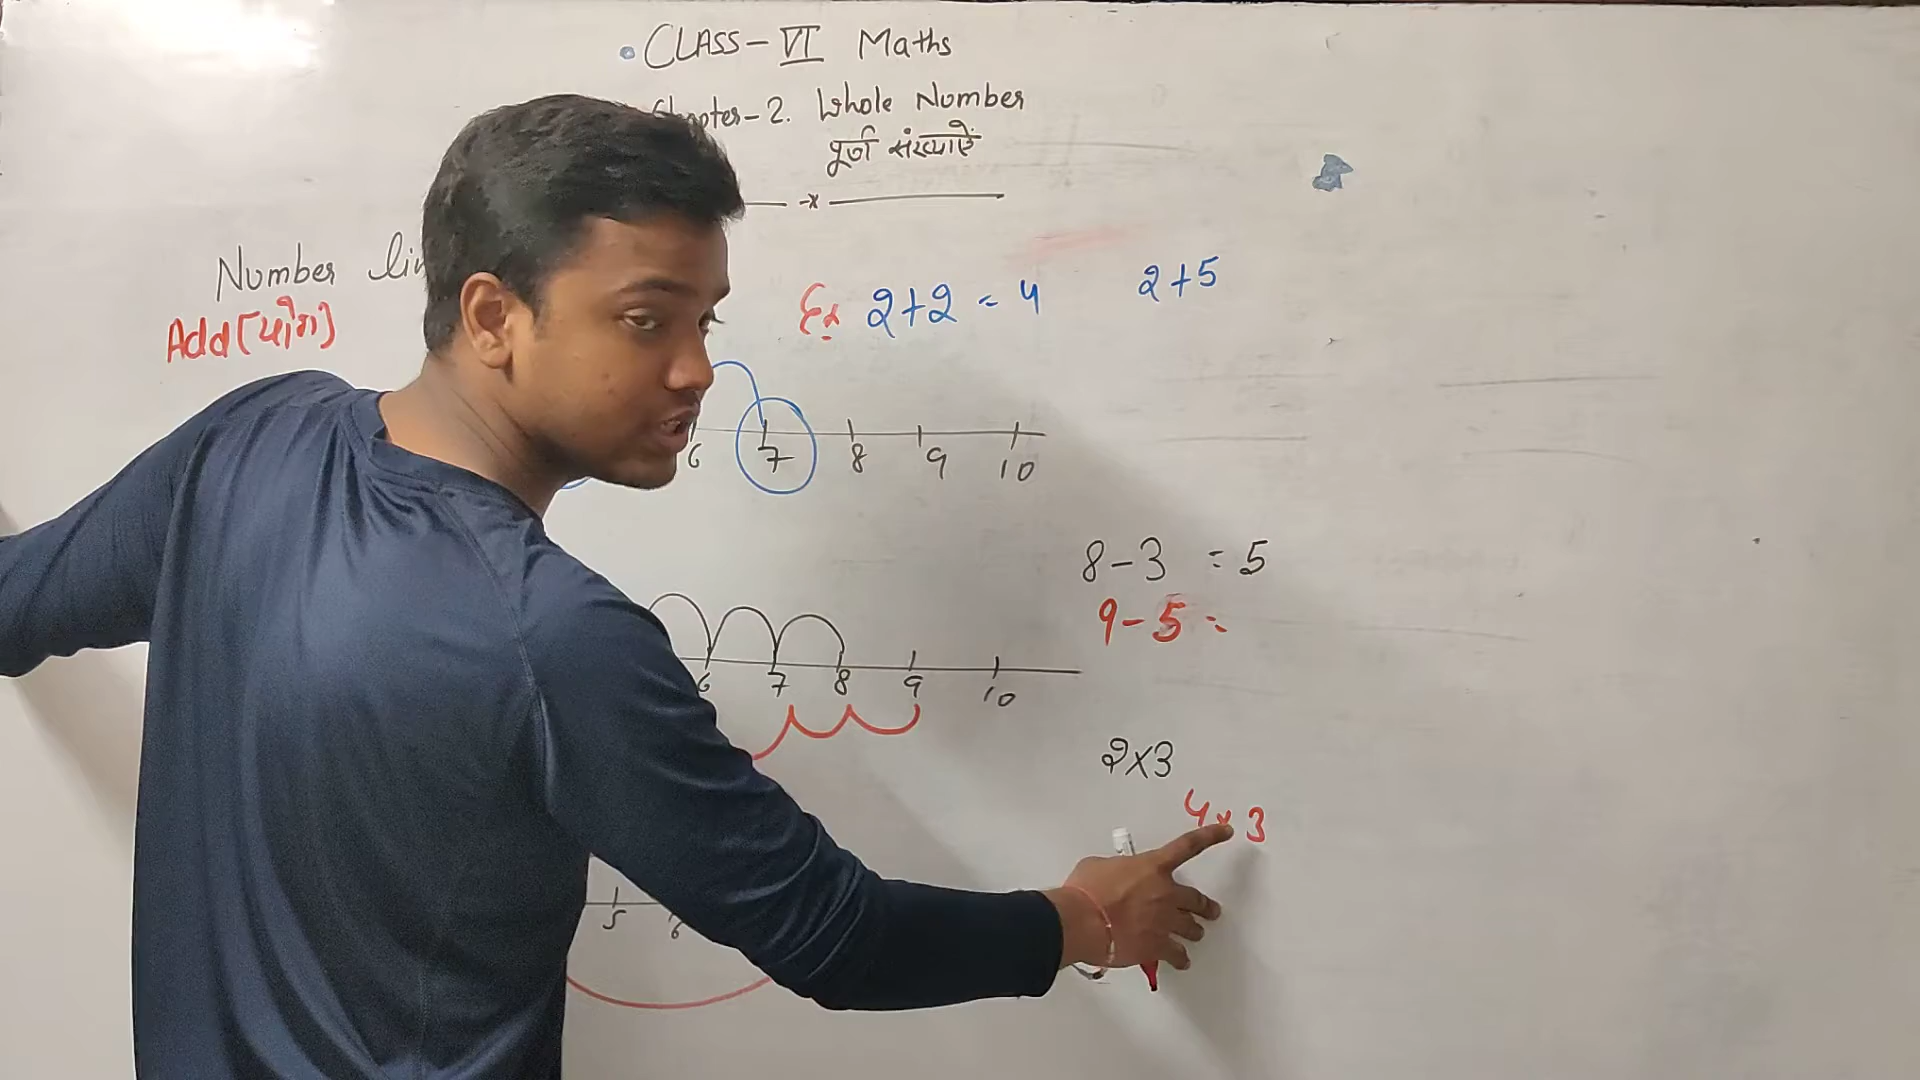 CLASS-VI Maths
Chapter-2. Whole Number
पूर्ण संख्याएँ
-x
Number
Add(योग)
Ex 2+2 = 4
2+5
6 7 8 9 10
8-3 = 5
9-5 =
6 7 8 9 10
2x3
4x3
5 6